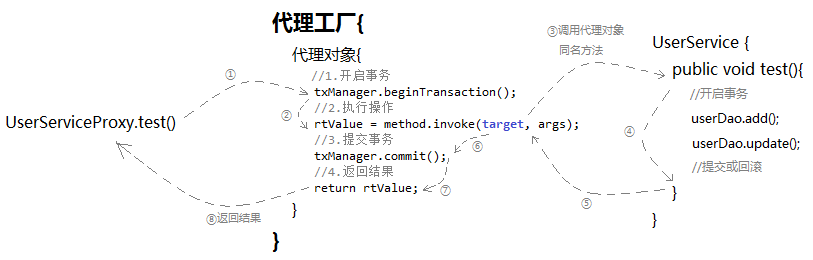 代理工厂{
代理对象{
//1.开启事务
txManager.beginTransaction();
//2.执行操作
rtValue = method.invoke(target, args);
//3.提交事务
txManager.commit();
//4.返回结果
return rtValue;
}
}
UserServiceProxy.test()
①
②
③调用代理对象
同名方法
UserService {
public void test(){
//开启事务
userDao.add();
userDao.update();
//提交或回滚
}
}
④
⑤
⑥
⑦
⑧返回结果